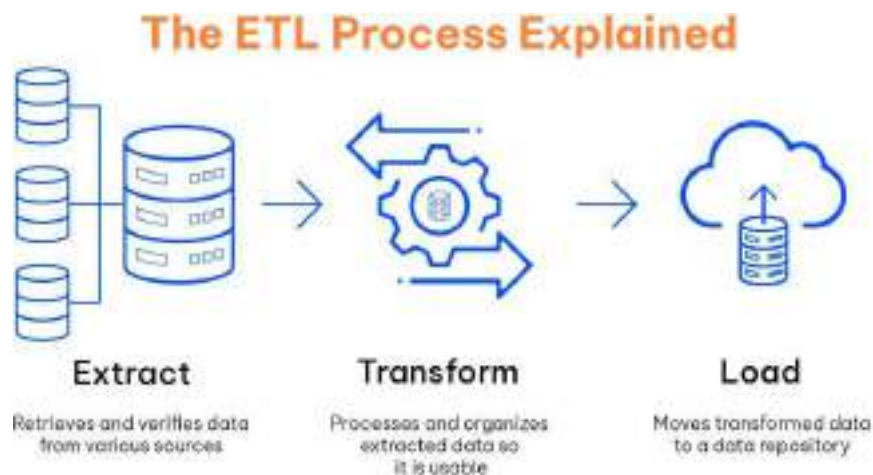 The ETL Process Explained
Extract
Retrieves and verifies data
from various sources
Transform
Processes and organizes
extracted data so
it is usable
Load
Moves transformed data
to a data repository